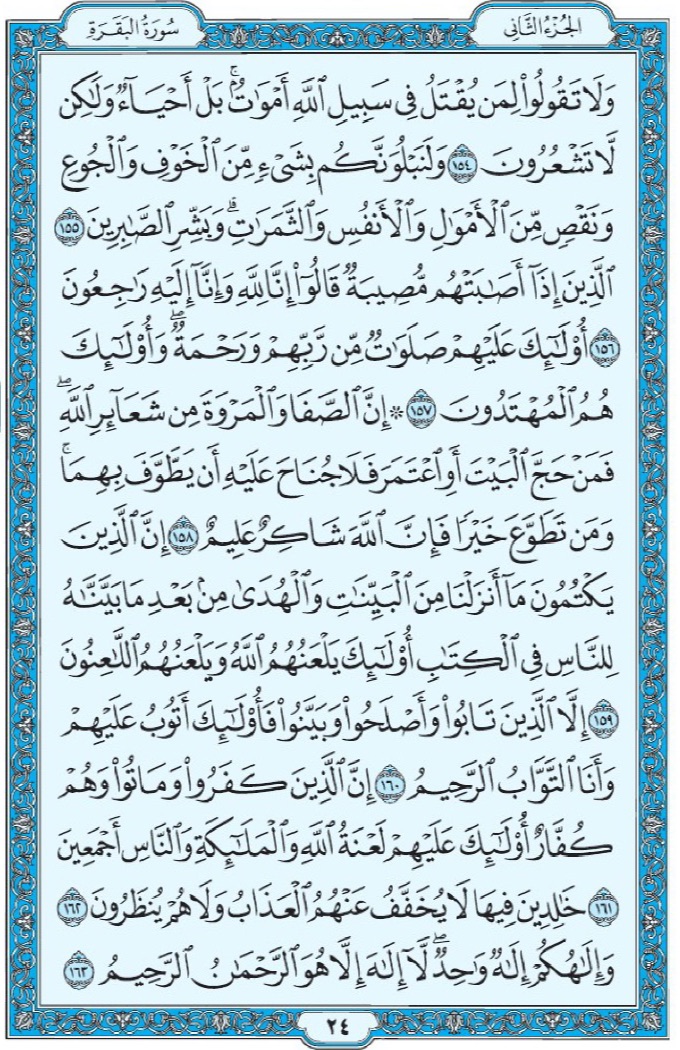 الجُزْءُ الثَّانِي
سُورَةُ البَقَرَةِ
وَلَا تَقُولُوا۟ لِمَن يُقْتَلُ فِى سَبِيلِ ٱللَّهِ أَمْوَٰتٌۢ ۚ بَلْ أَحْيَآءٌ وَلَٰكِن
لَّا تَشْعُرُونَ ١٥٤ وَلَنَبْلُوَنَّكُم بِشَىْءٍ مِّنَ ٱلْخَوْفِ وَٱلْجُوعِ
وَنَقْصٍ مِّنَ ٱلْأَمْوَٰلِ وَٱلْأَنفُسِ وَٱلثَّمَرَٰتِ ۗ وَبَشِّرِ ٱلصَّٰبِرِينَ ١٥٥
ٱلَّذِينَ إِذَآ أَصَٰبَتْهُم مُّصِيبَةٌ قَالُوٓا۟ إِنَّا لِلَّهِ وَإِنَّآ إِلَيْهِ رَٰجِعُونَ
١٥٦ أُو۟لَٰٓئِكَ عَلَيْهِمْ صَلَوَٰتٌ مِّن رَّبِّهِمْ وَرَحْمَةٌ ۖ وَأُو۟لَٰٓئِكَ
هُمُ ٱلْمُهْتَدُونَ ١٥٧ ۞ إِنَّ ٱلصَّفَا وَٱلْمَرْوَةَ مِن شَعَآئِرِ ٱللَّهِ ۖ
فَمَنْ حَجَّ ٱلْبَيْتَ أَوِ ٱعْتَمَرَ فَلَا جُنَاحَ عَلَيْهِ أَن يَطَّوَّفَ بِهِمَا ۚ
وَمَن تَطَوَّعَ خَيْرًا فَإِنَّ ٱللَّهَ شَاكِرٌ عَلِيمٌ ١٥٨ إِنَّ ٱلَّذِينَ
يَكْتُمُونَ مَآ أَنزَلْنَا مِنَ ٱلْبَيِّنَٰتِ وَٱلْهُدَىٰ مِنۢ بَعْدِ مَا بَيَّنَّٰهُ
لِلنَّاسِ فِى ٱلْكِتَٰبِ أُو۟لَٰٓئِكَ يَلْعَنُهُمُ ٱللَّهُ وَيَلْعَنُهُمُ ٱللَّٰعِنُونَ
١٥٩ إِلَّا ٱلَّذِينَ تَابُوا۟ وَأَصْلَحُوا۟ وَبَيَّنُوا۟ فَأُو۟لَٰٓئِكَ أَتُوبُ عَلَيْهِمْ
وَأَنَا ٱلتَّوَّابُ ٱلرَّحِيمُ ١٦٠ إِنَّ ٱلَّذِينَ كَفَرُوا۟ وَمَاتُوا۟ وَهُمْ
كُفَّارٌ أُو۟لَٰٓئِكَ عَلَيْهِمْ لَعْنَةُ ٱللَّهِ وَٱلْمَلَٰٓئِكَةِ وَٱلنَّاسِ أَجْمَعِينَ
١٦١ خَٰلِدِينَ فِيهَا لَا يُخَفَّفُ عَنْهُمُ ٱلْعَذَابُ وَلَا هُمْ يُنظَرُونَ ١٦٢
وَإِلَٰهُكُمْ إِلَٰهٌ وَٰحِدٌ ۖ لَّآ إِلَٰهَ إِلَّا هُوَ ٱلرَّحْمَٰنُ ٱلرَّحِيمُ ١٦٣
٢٤